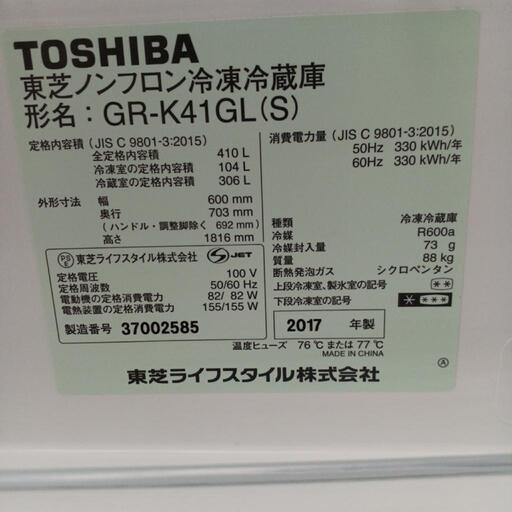 TOSHIBA
東芝ノンフロン冷凍冷蔵庫
形名：GR-K41GL(S)
定格内容積 (JIS C 9801-3:2015)
全定格内容積 410 L
冷凍室の定格内容積 104 L
冷蔵室の定格内容積 306 L
外形寸法 幅 600 mm
奥行 703 mm
(ハンドル・調整脚除く 692 mm)
高さ 1816 mm
消費電力量 (JIS C 9801-3:2015)
50Hz 330 kWh/年
60Hz 330 kWh/年
種類 冷凍冷蔵庫
冷媒 R600a
冷媒封入量 73 g
質量 88 kg
断熱発泡ガス シクロペンタン
上段冷凍室、製氷室の記号 **
下段冷凍室の記号 * ***
PS E 東芝ライフスタイル株式会社 S JET
定格電圧 100 V
定格周波数 50/60 Hz
電動機の定格消費電力 82/ 82 W
電熱装置の定格消費電力 155/155 W
製造番号 37002585
2017 年製
温度ヒューズ 76℃ または 77℃
MADE IN CHINA
東芝ライフスタイル株式会社
A